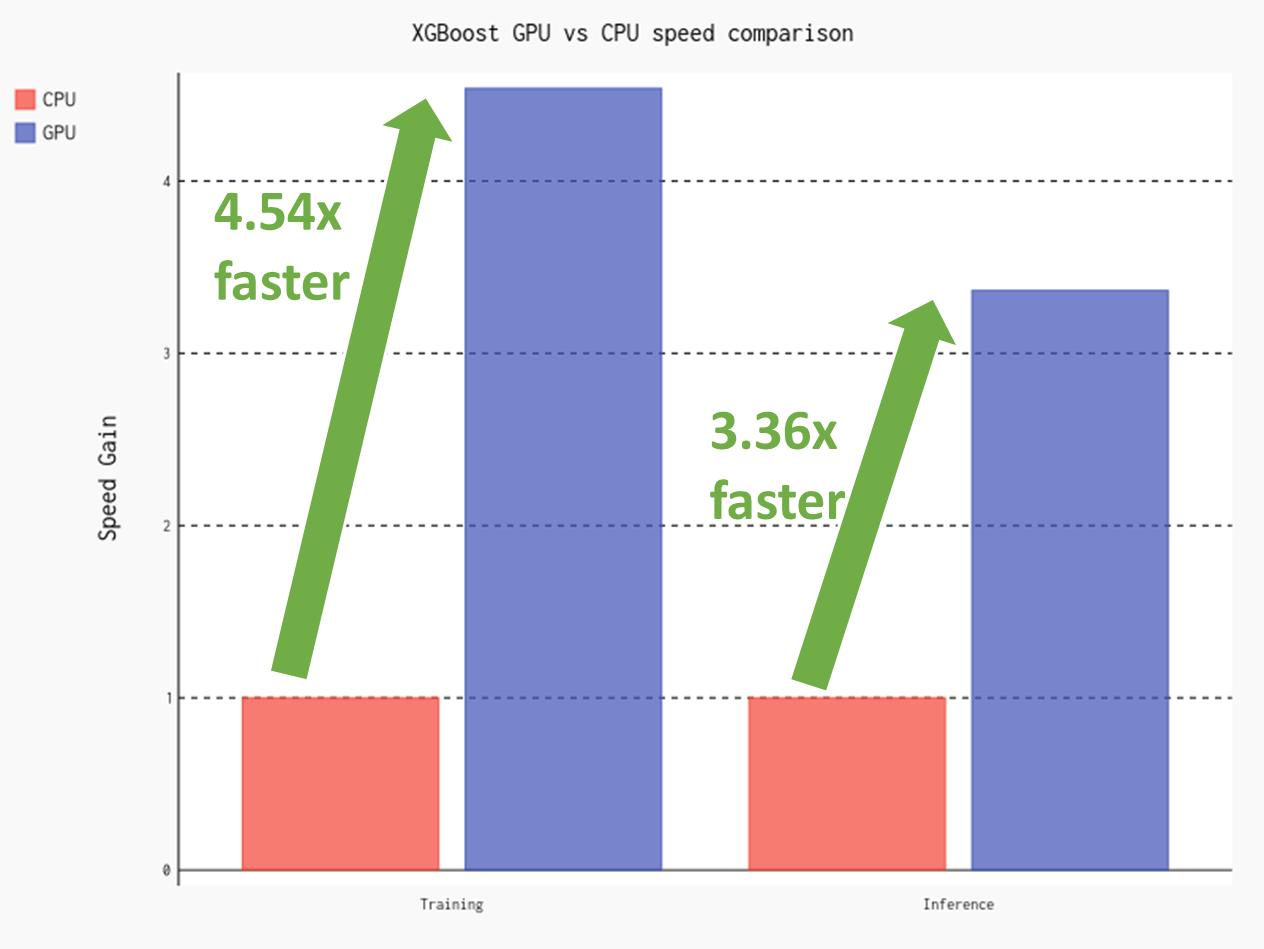 XGBoost GPU vs CPU speed comparison
CPU
GPU
4.54x
faster
3.36x
faster
Speed Gain
4
3
2
1
0
Training
Inference